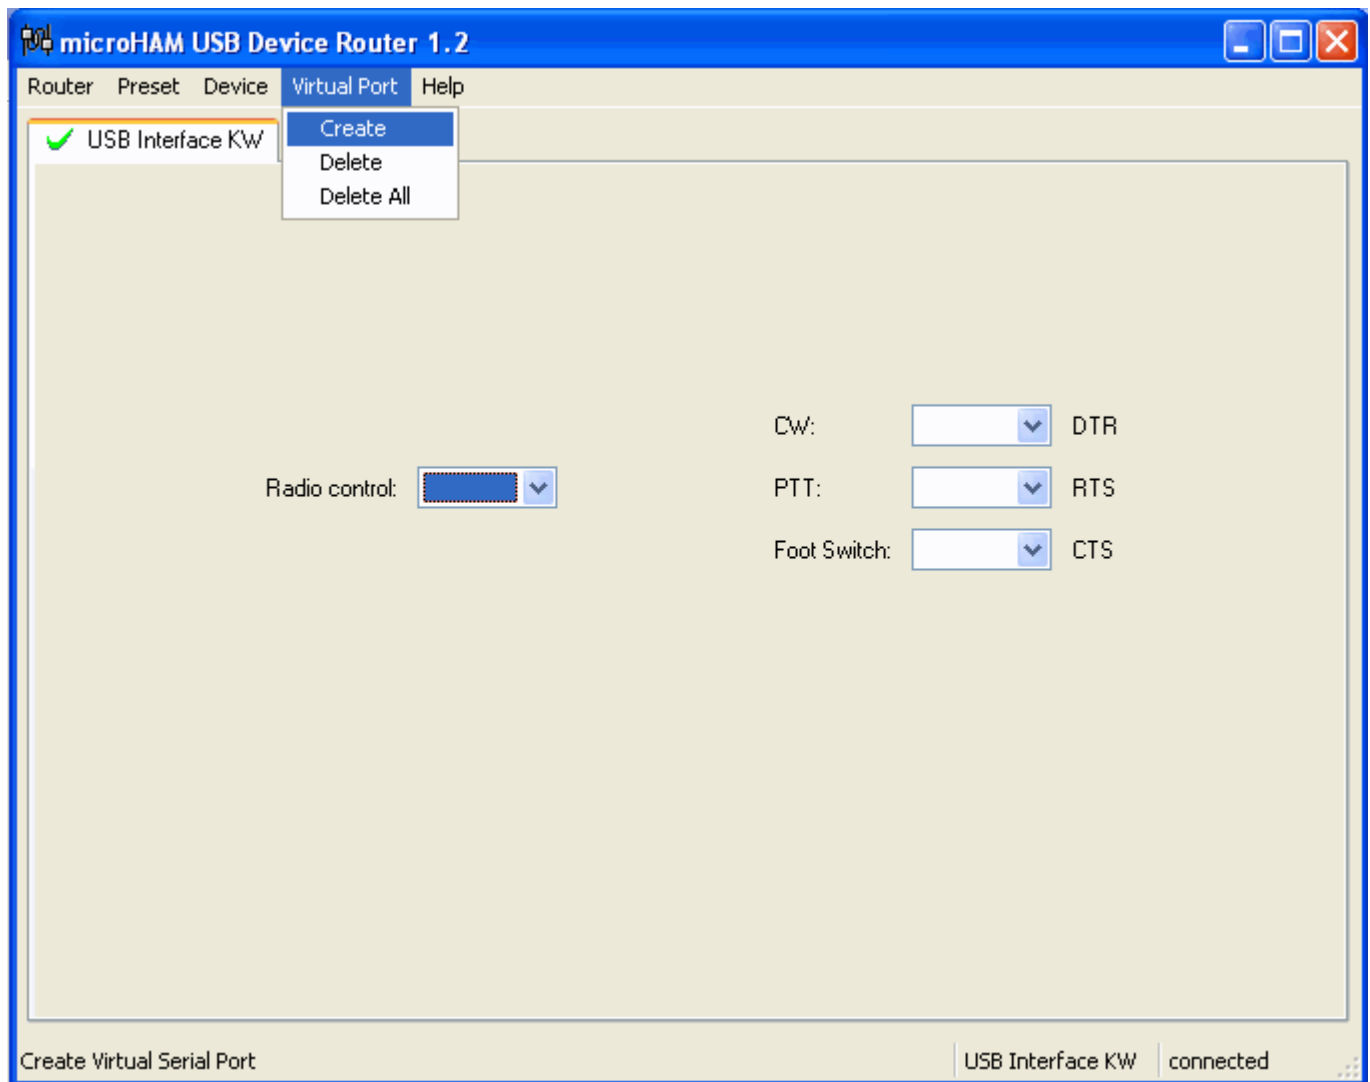 microHAM USB Device Router 1.2
Router Preset Device Virtual Port Help
USB Interface KW
Create
Delete
Delete All
CW: DTR
Radio control:
PTT: RTS
Foot Switch: CTS
Create Virtual Serial Port USB Interface KW connected